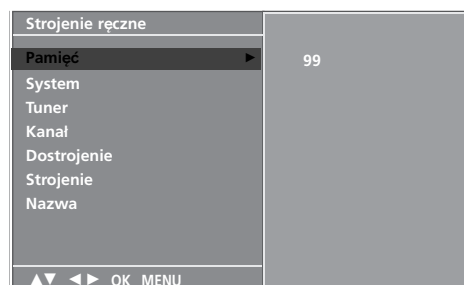 Strojenie ręczne
Pamięć ► 99
System
Tuner
Kanał
Dostrojenie
Strojenie
Nazwa
▲▼ ◄► OK MENU